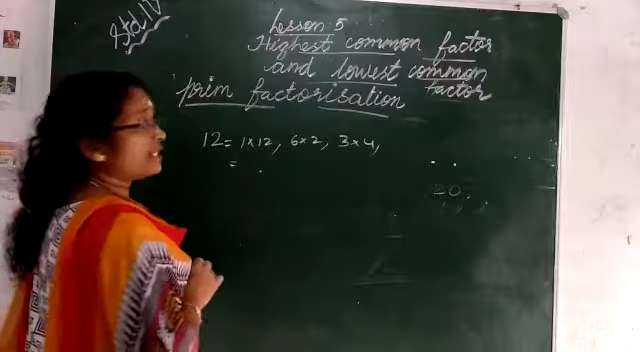 Std.IV
Lesson 5
Highest common factor
and lowest common
factor
prim factorisation
12 = 1×12, 6×2, 3×4,
=
20